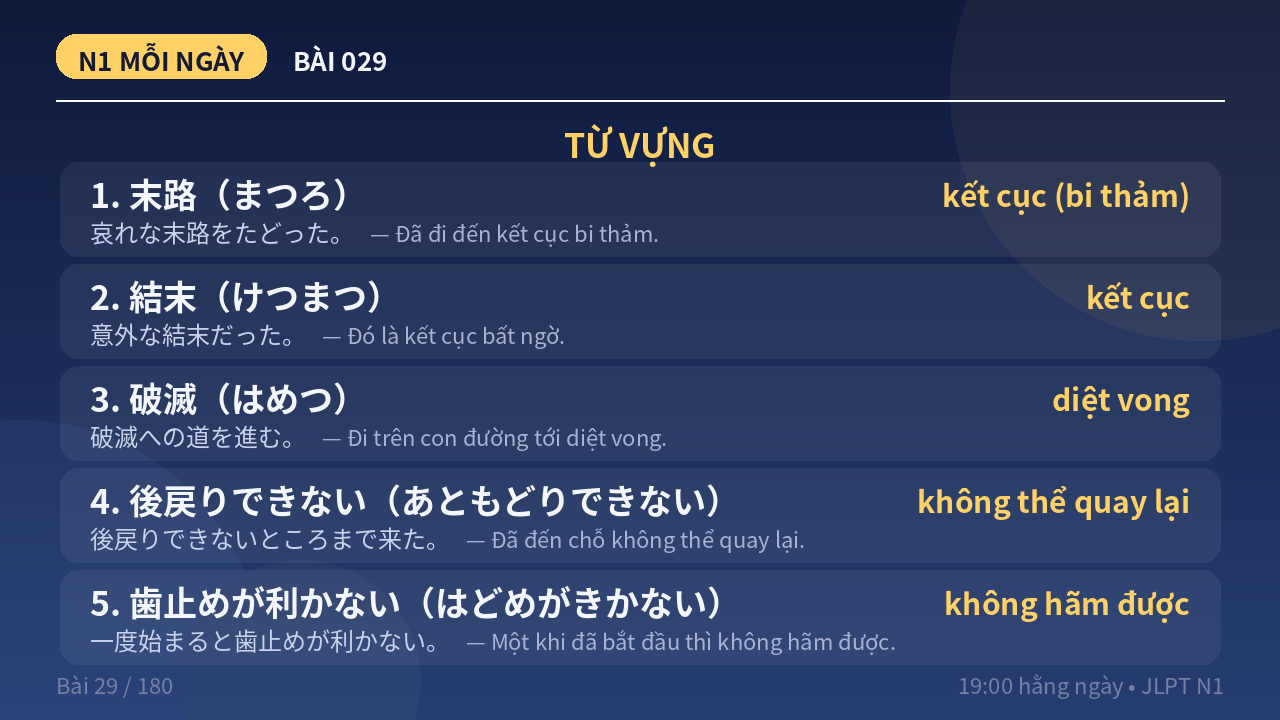 N1 MỖI NGÀY BÀI 029
TỪ VỰNG
1. 末路（まつろ） kết cục (bi thảm)
哀れな末路をたどった。 — Đã đi đến kết cục bi thảm.
2. 結末（けつまつ） kết cục
意外な結末だった。 — Đó là kết cục bất ngờ.
3. 破滅（はめつ） diệt vong
破滅への道を進む。 — Đi trên con đường tới diệt vong.
4. 後戻りできない（あともどりできない） không thể quay lại
後戻りできないところまで来た。 — Đã đến chỗ không thể quay lại.
5. 歯止めが利かない（はどめがきかない） không hãm được
一度始まると歯止めが利かない。 — Một khi đã bắt đầu thì không hãm được.
Bài 29 / 180 19:00 hằng ngày • JLPT N1